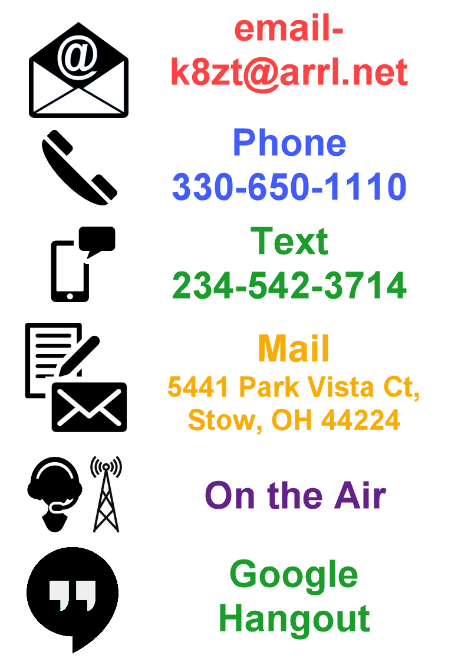 email-
k8zt@arrl.net
Phone
330-650-1110
Text
234-542-3714
Mail
5441 Park Vista Ct,
Stow, OH 44224
On the Air
Google
Hangout